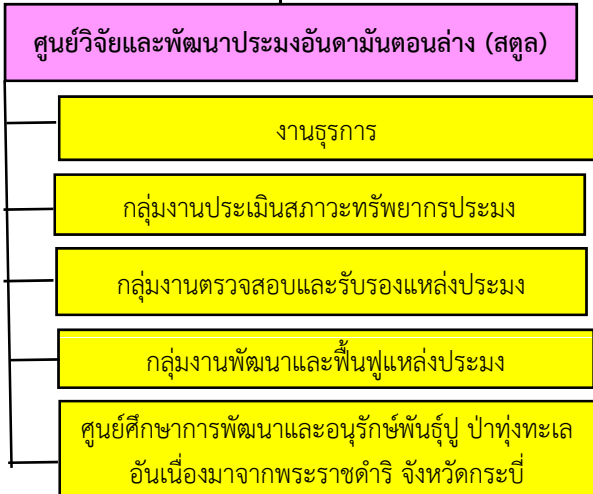 ศูนย์วิจัยและพัฒนาประมงอันดามันตอนล่าง (สตูล)
งานธุรการ
กลุ่มงานประเมินสภาวะทรัพยากรประมง
กลุ่มงานตรวจสอบและรับรองแหล่งประมง
กลุ่มงานพัฒนาและฟื้นฟูแหล่งประมง
ศูนย์ศึกษาการพัฒนาและอนุรักษ์พันธุ์ปู ป่าทุ่งทะเล
อันเนื่องมาจากพระราชดำริ จังหวัดกระบี่